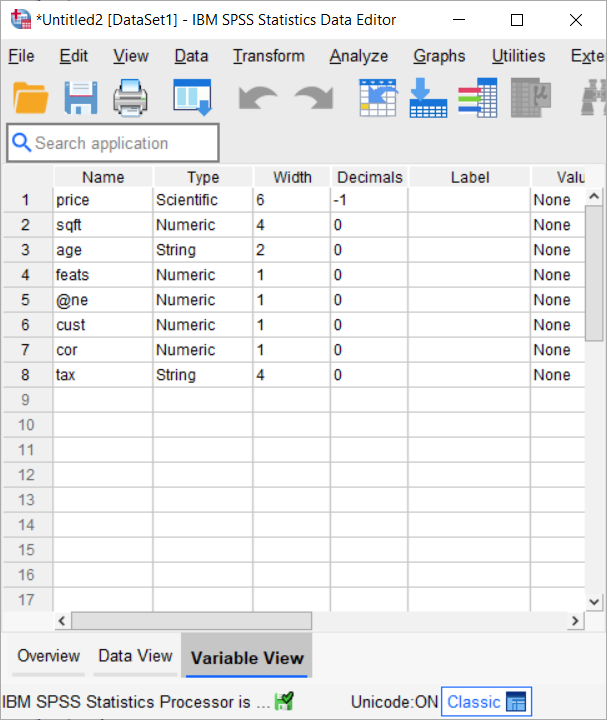 *Untitled2 [DataSet1] - IBM SPSS Statistics Data Editor
File Edit View Data Transform Analyze Graphs Utilities Exte
Search application
Name Type Width Decimals Label Valu
1 price Scientific 6 -1 None
2 sqft Numeric 4 0 None
3 age String 2 0 None
4 feats Numeric 1 0 None
5 @ne Numeric 1 0 None
6 cust Numeric 1 0 None
7 cor Numeric 1 0 None
8 tax String 4 0 None
9
10
11
12
13
14
15
16
17
Overview Data View Variable View
IBM SPSS Statistics Processor is ... Unicode:ON Classic